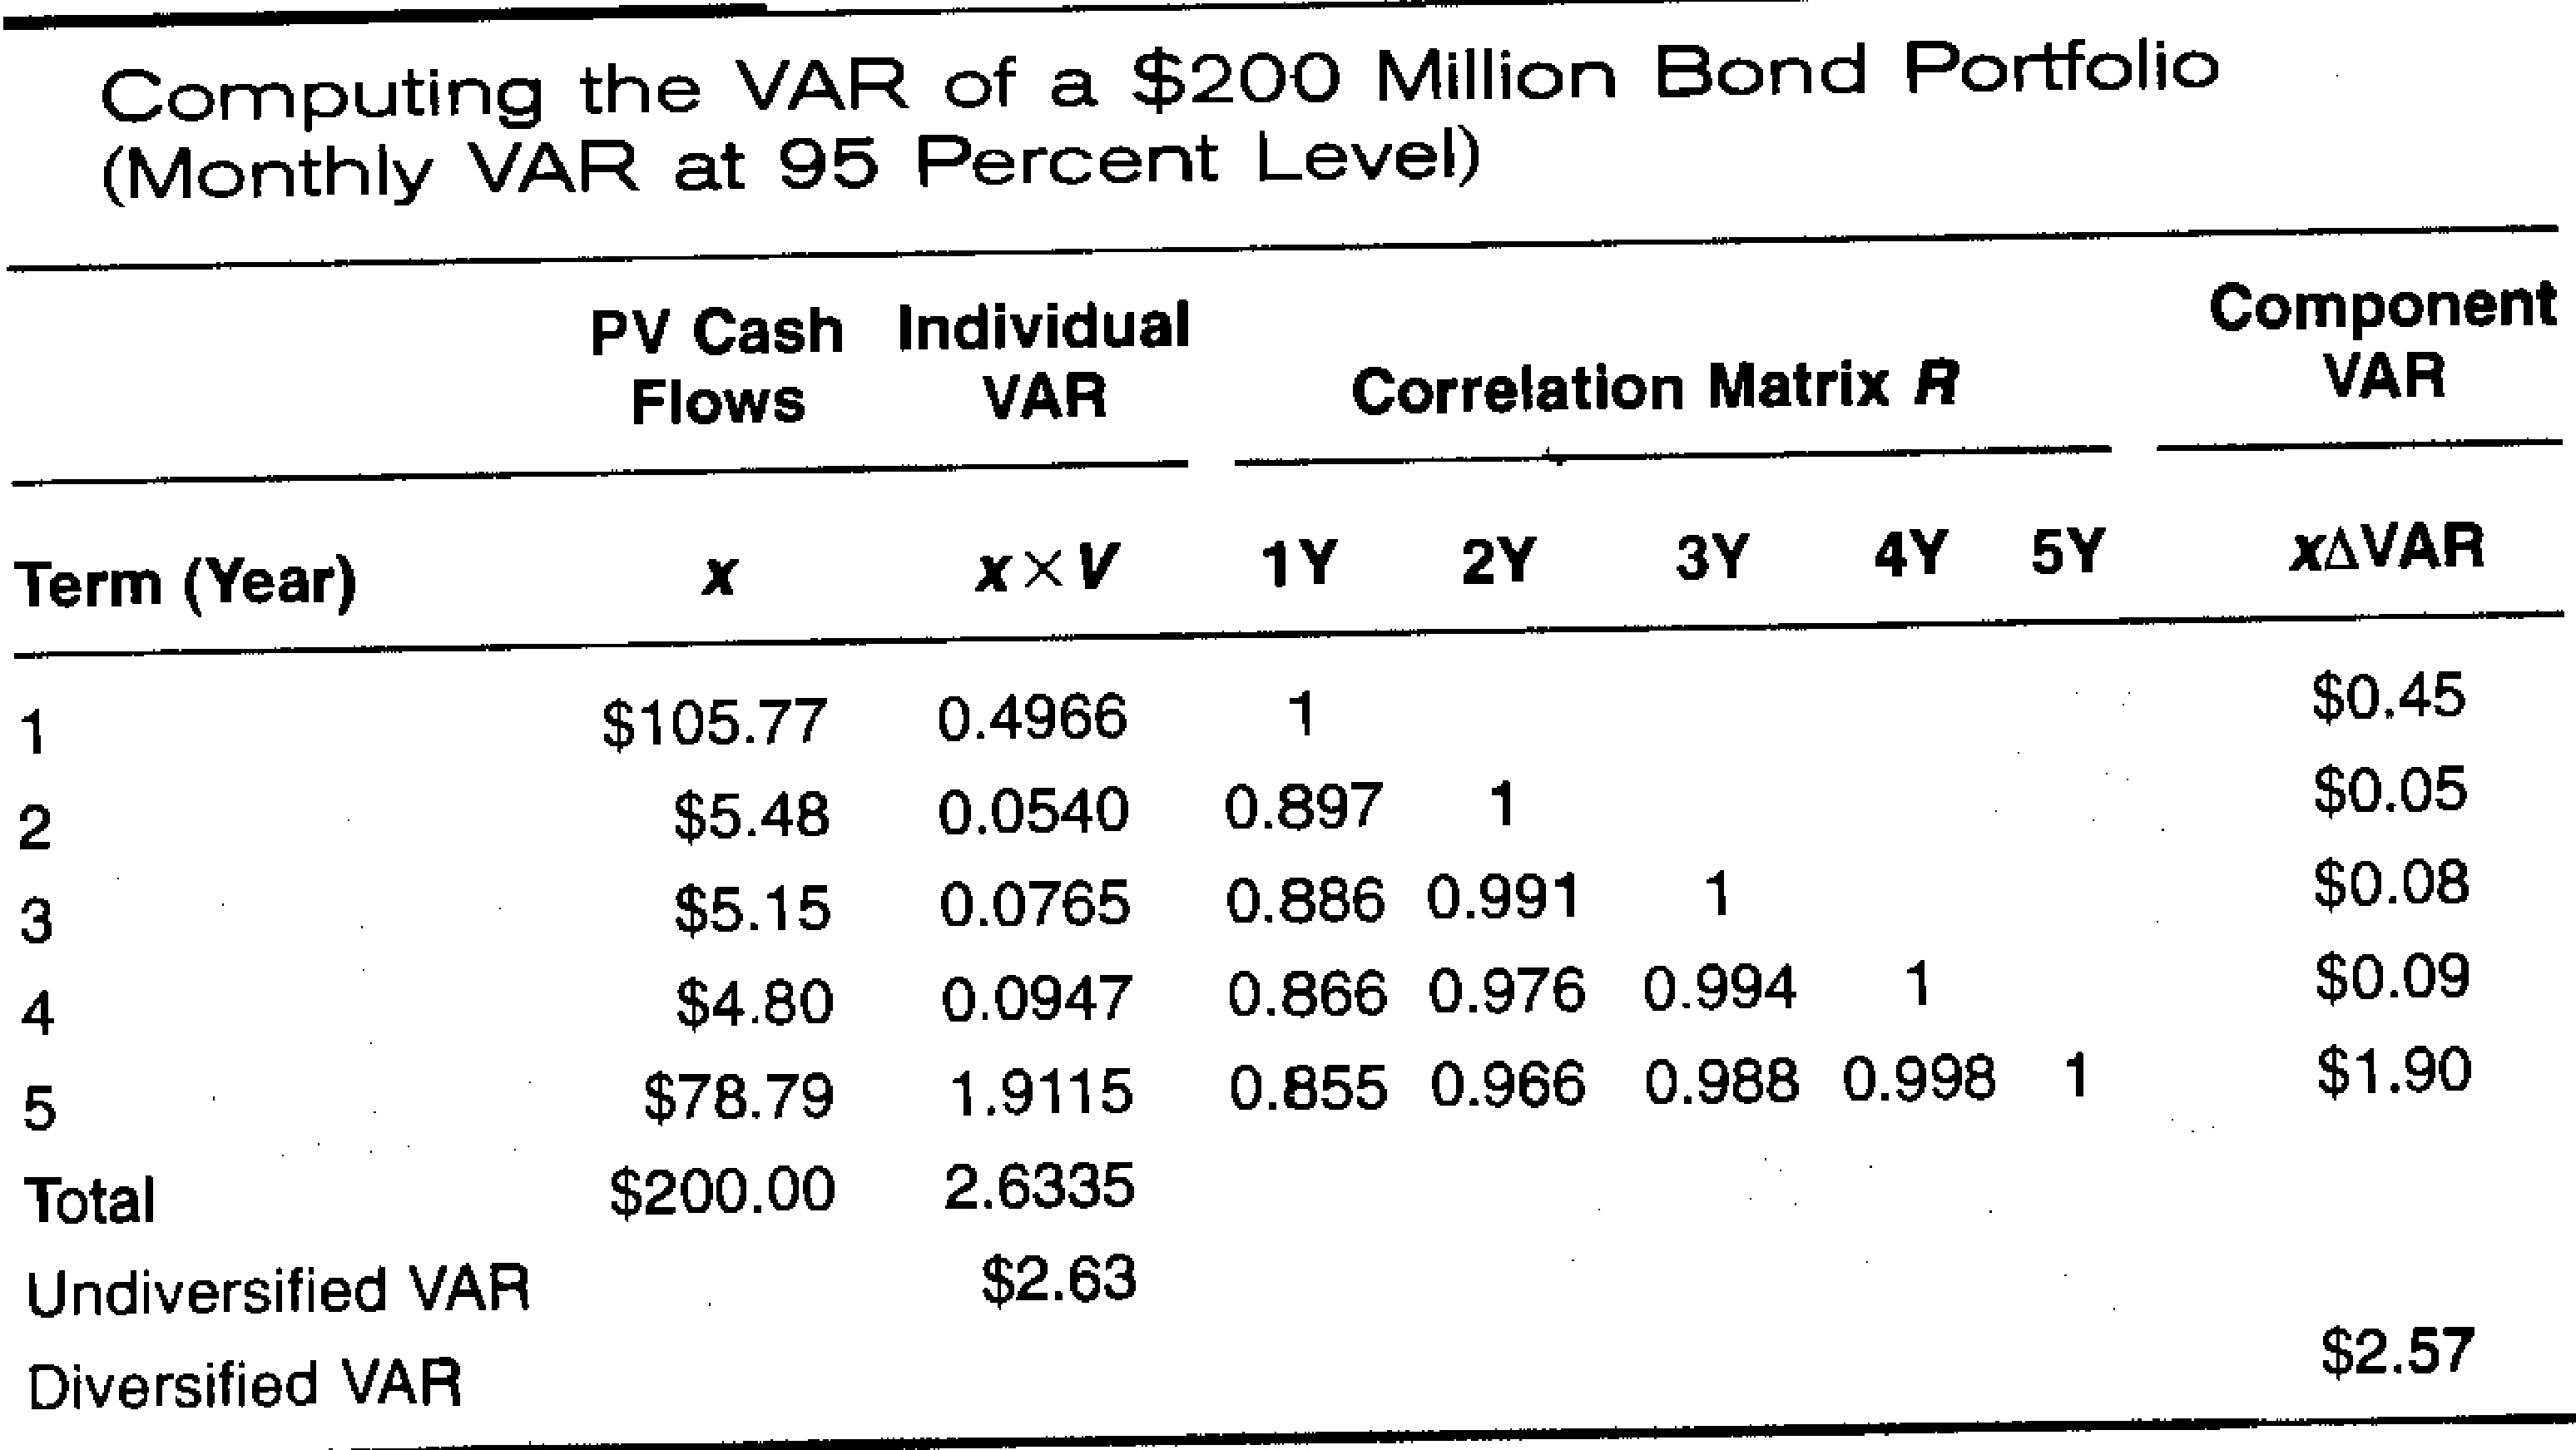 Computing the VAR of a $200 Million Bond Portfolio
(Monthly VAR at 95 Percent Level)
PV Cash Flows Individual VAR Correlation Matrix R Component VAR
Term (Year) x x × V 1Y 2Y 3Y 4Y 5Y xΔVAR
1 $105.77 0.4966 1 $0.45
2 $5.48 0.0540 0.897 1 $0.05
3 $5.15 0.0765 0.886 0.991 1 $0.08
4 $4.80 0.0947 0.866 0.976 0.994 1 $0.09
5 $78.79 1.9115 0.855 0.966 0.988 0.998 1 $1.90
Total $200.00 2.6335
Undiversified VAR $2.63
Diversified VAR $2.57